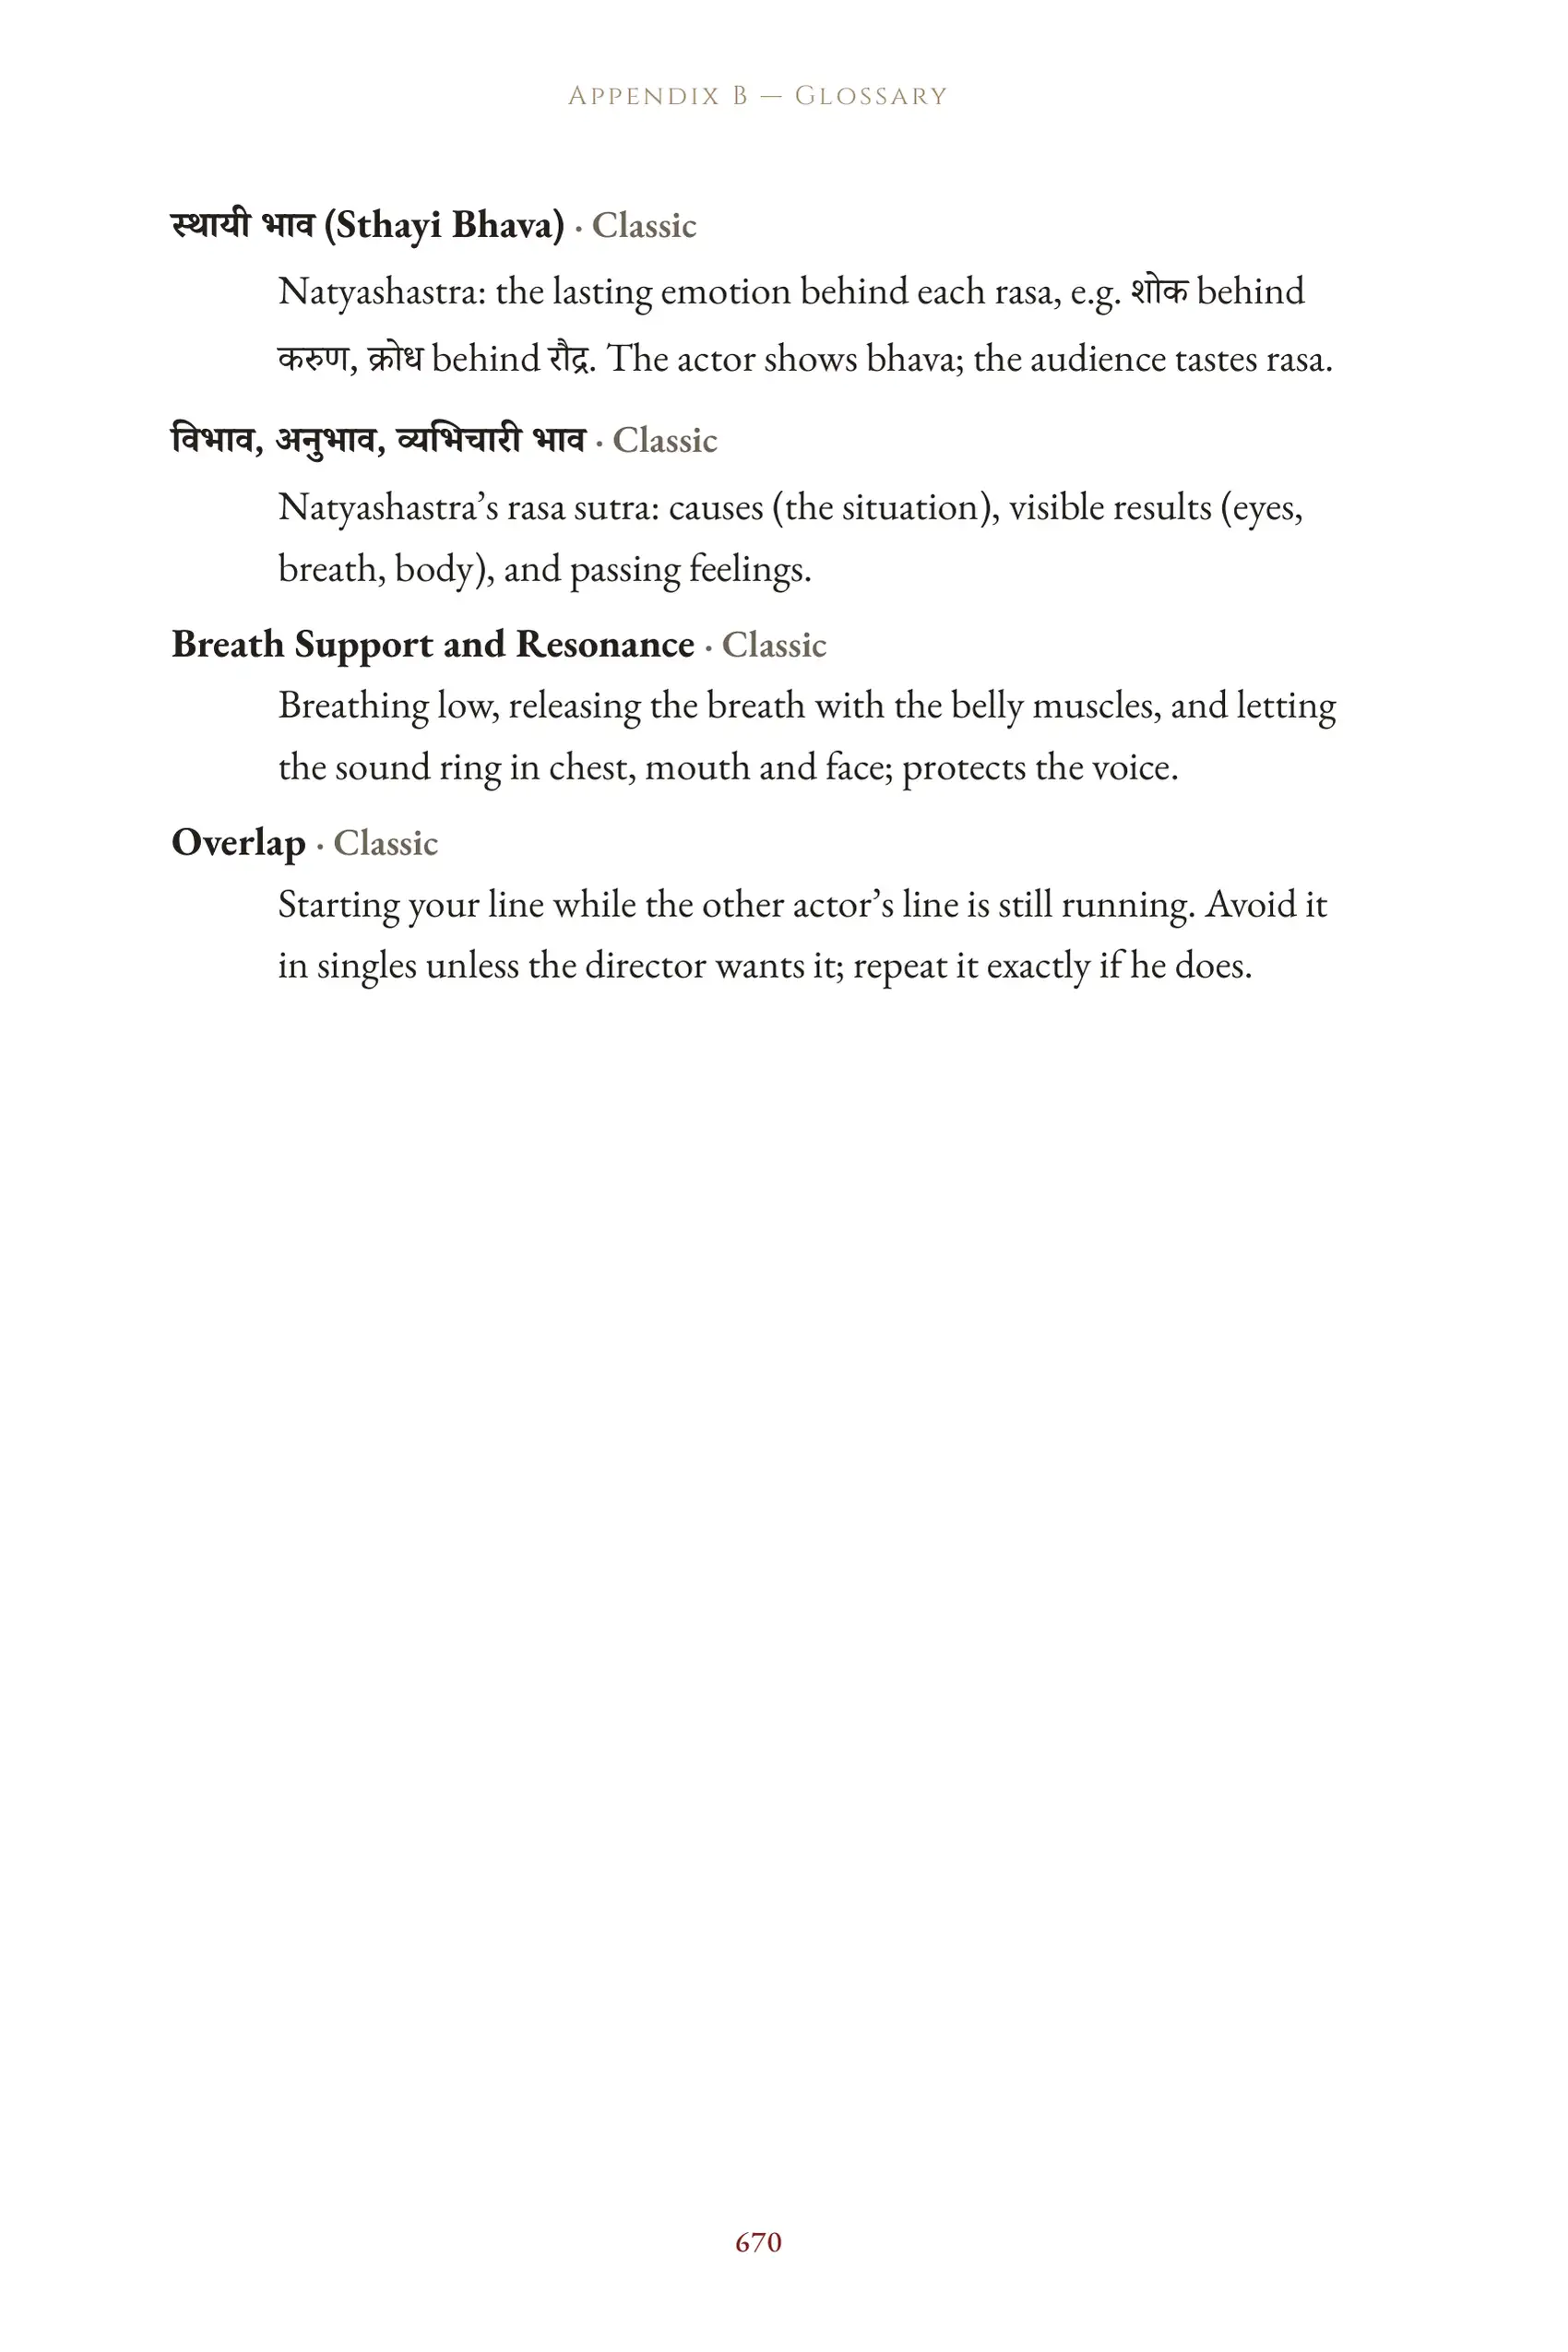 Appendix B — Glossary
स्थायी भाव (Sthayi Bhava) · Classic
Natyashastra: the lasting emotion behind each rasa, e.g. शोक behind
करुण, क्रोध behind रौद्र. The actor shows bhava; the audience tastes rasa.
विभाव, अनुभाव, व्यभिचारी भाव · Classic
Natyashastra’s rasa sutra: causes (the situation), visible results (eyes,
breath, body), and passing feelings.
Breath Support and Resonance · Classic
Breathing low, releasing the breath with the belly muscles, and letting
the sound ring in chest, mouth and face; protects the voice.
Overlap · Classic
Starting your line while the other actor’s line is still running. Avoid it
in singles unless the director wants it; repeat it exactly if he does.
670